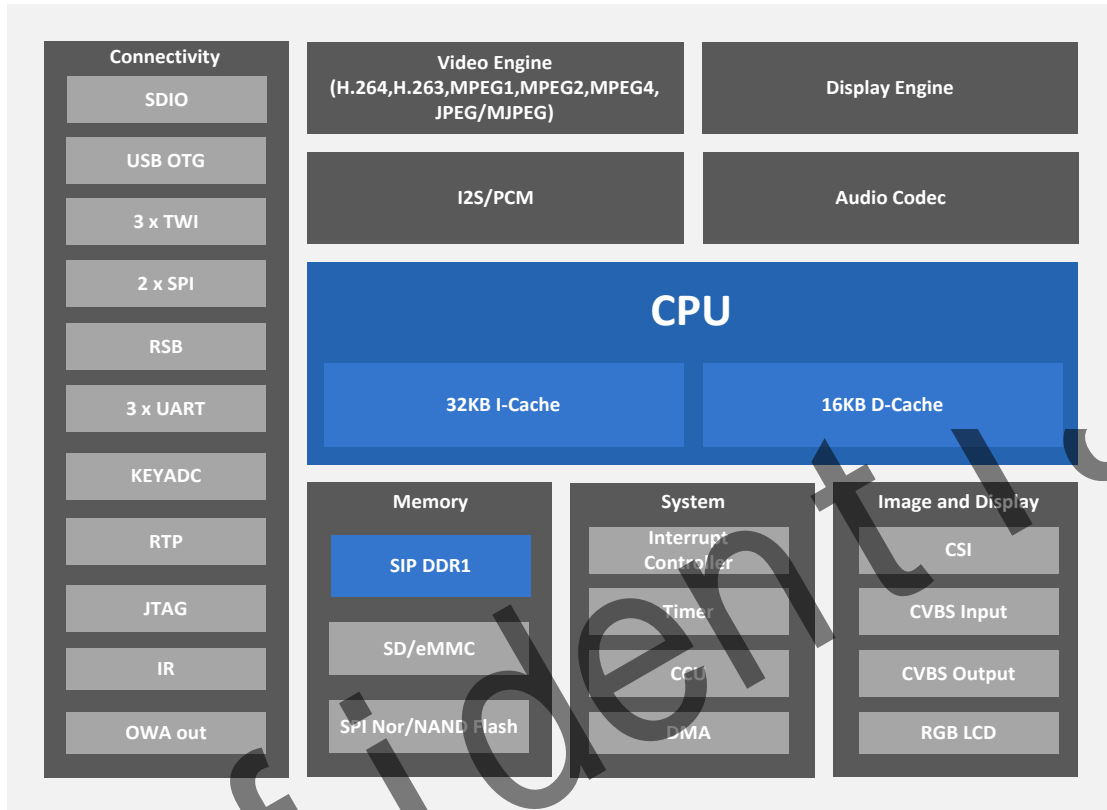 Connectivity
SDIO
USB OTG
3 x TWI
2 x SPI
RSB
3 x UART
KEYADC
RTP
JTAG
IR
OWA out
Video Engine
(H.264,H.263,MPEG1,MPEG2,MPEG4,
JPEG/MJPEG)
Display Engine
I2S/PCM
Audio Codec
CPU
32KB I-Cache
16KB D-Cache
Memory
SIP DDR1
SD/eMMC
SPI Nor/NAND Flash
System
Interrupt
Controller
Timer
CCU
DMA
Image and Display
CSI
CVBS Input
CVBS Output
RGB LCD
fidentia